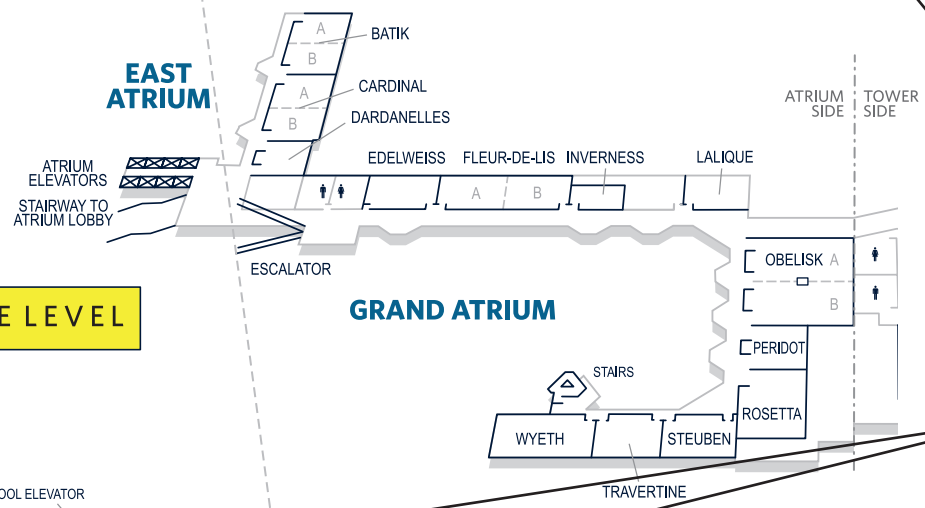 A
BATIK
B
EAST
ATRIUM
A
CARDINAL
B
DARDANELLES
ATRIUM
SIDE
TOWER
SIDE
ATRIUM
ELEVATORS
STAIRWAY TO
ATRIUM LOBBY
EDELWEISS
FLEUR-DE-LIS
INVERNESS
LALIQUE
A
B
ESCALATOR
OBELISK
A
B
GRAND ATRIUM
E LEVEL
PERIDOT
STAIRS
ROSETTA
WYETH
STEUBEN
TRAVERTINE
OOL ELEVATOR